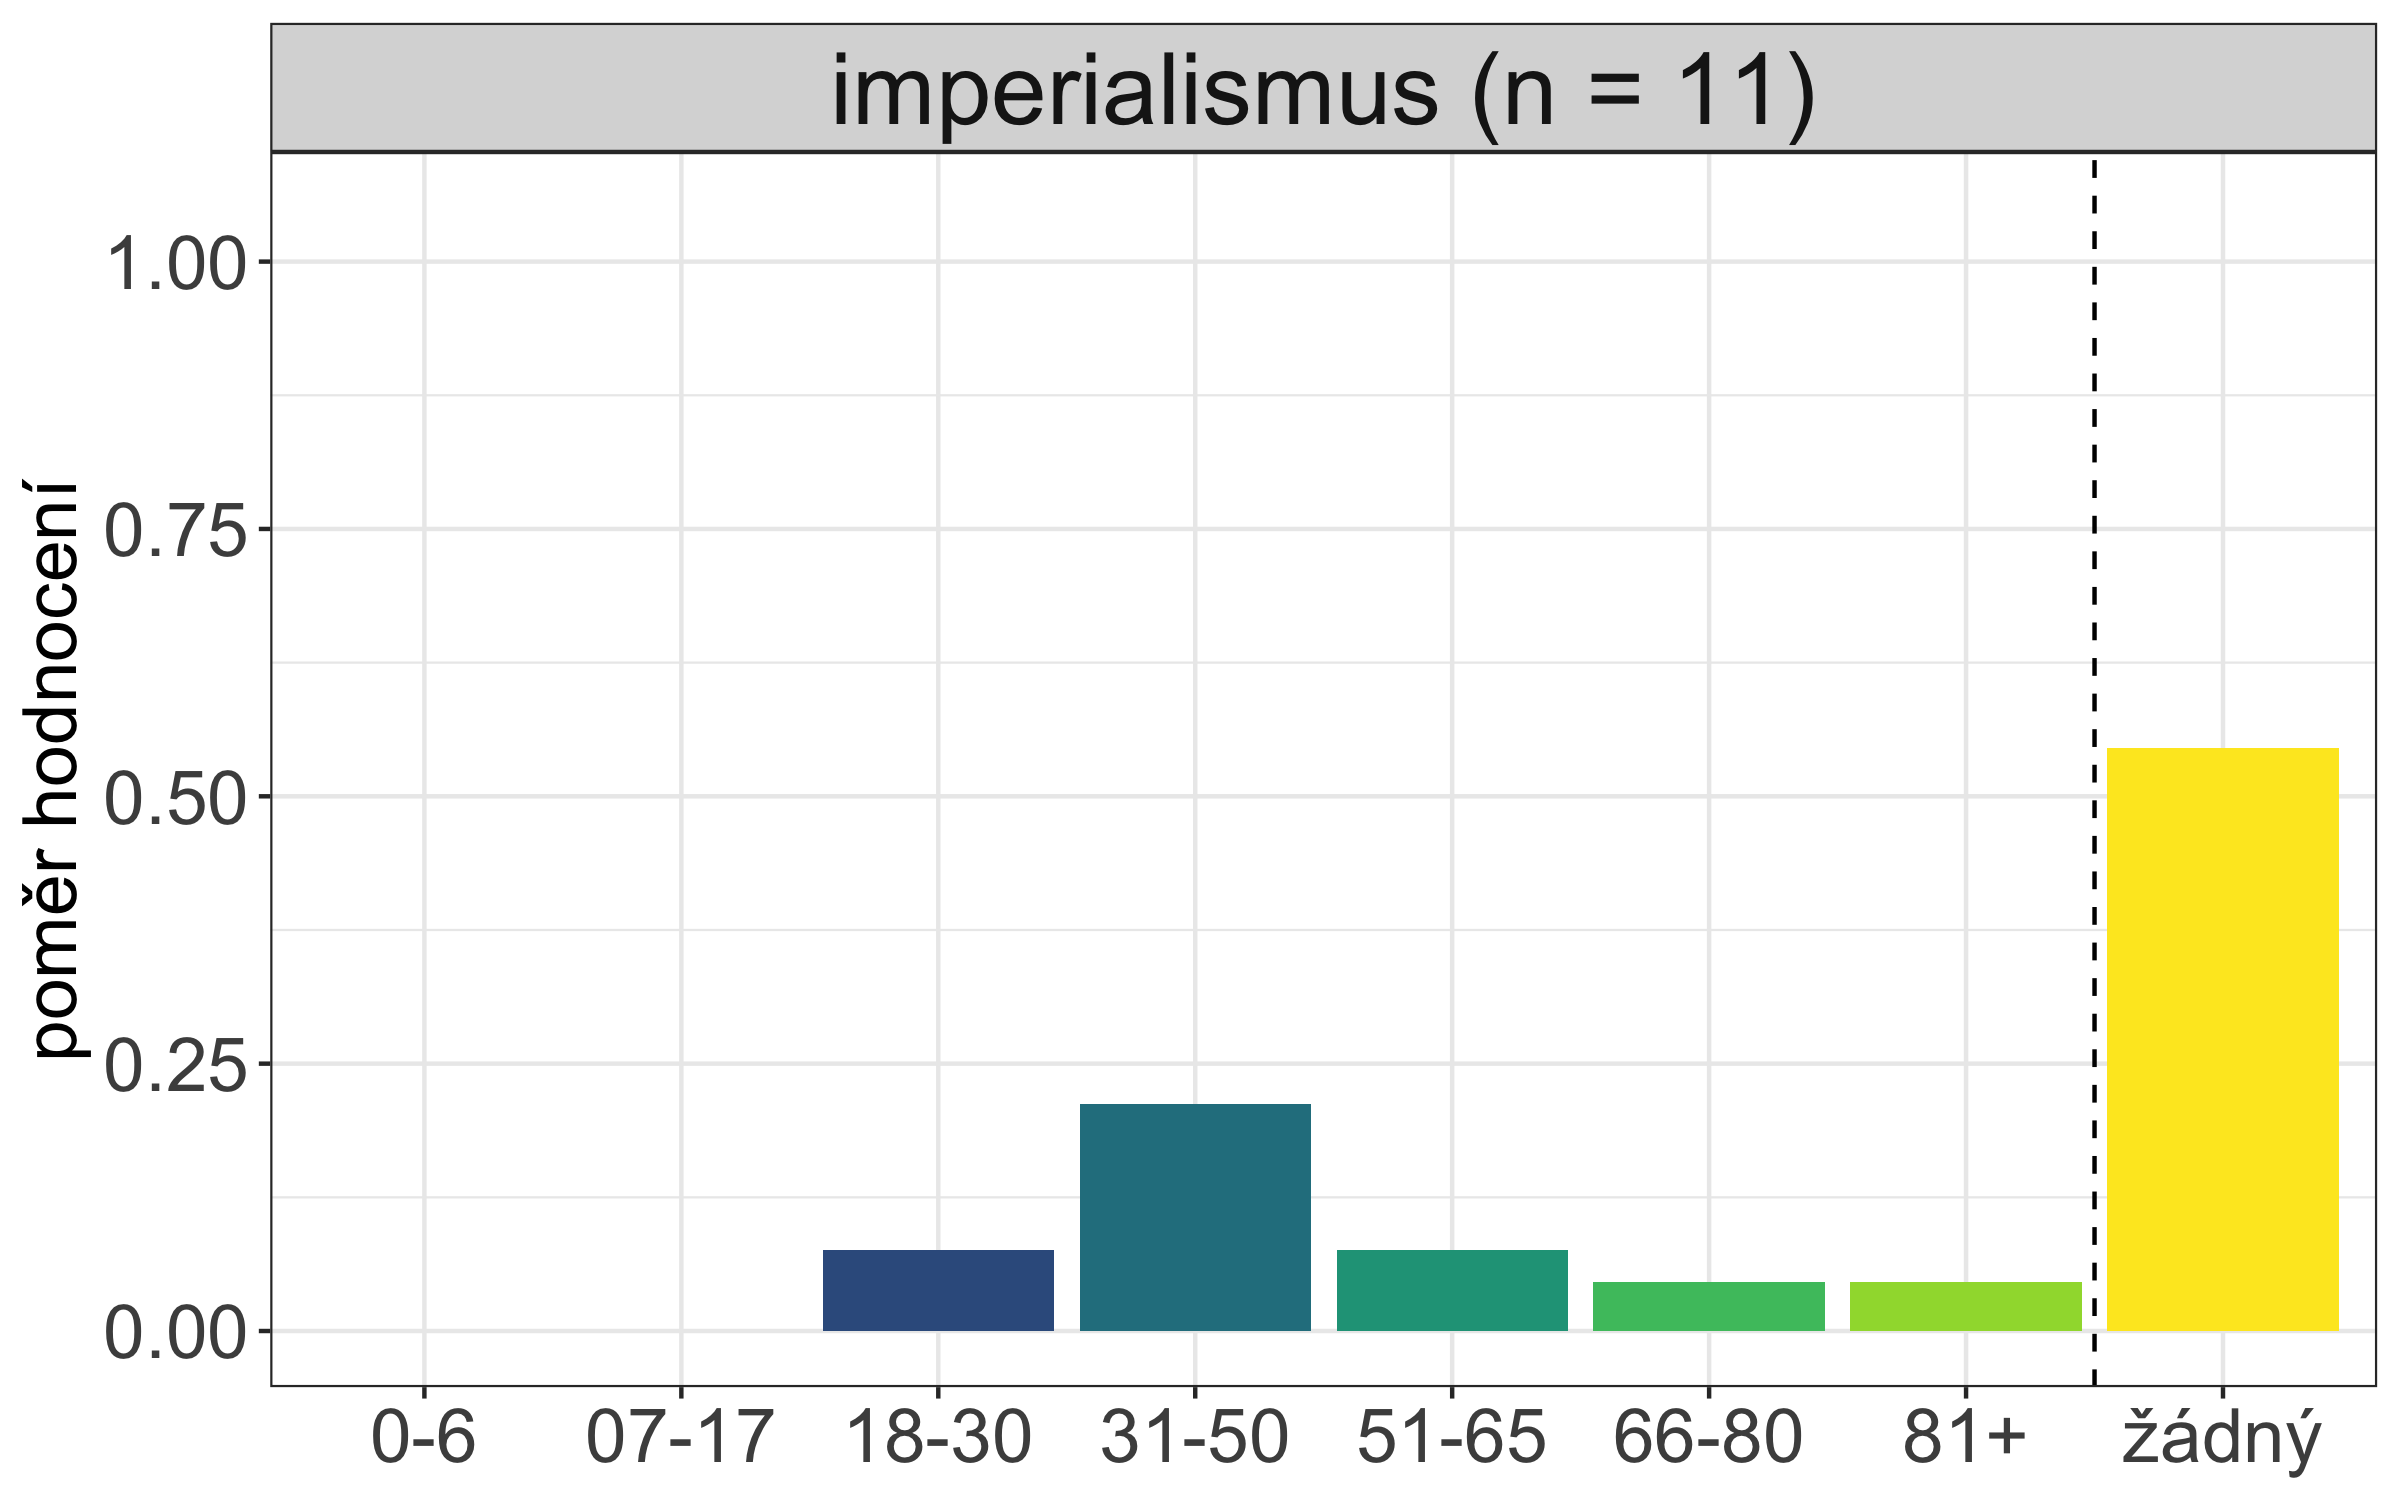 imperialismus (n = 11)
poměr hodnocení
1.00
0.75
0.50
0.25
0.00
0-6 07-17 18-30 31-50 51-65 66-80 81+ žádný